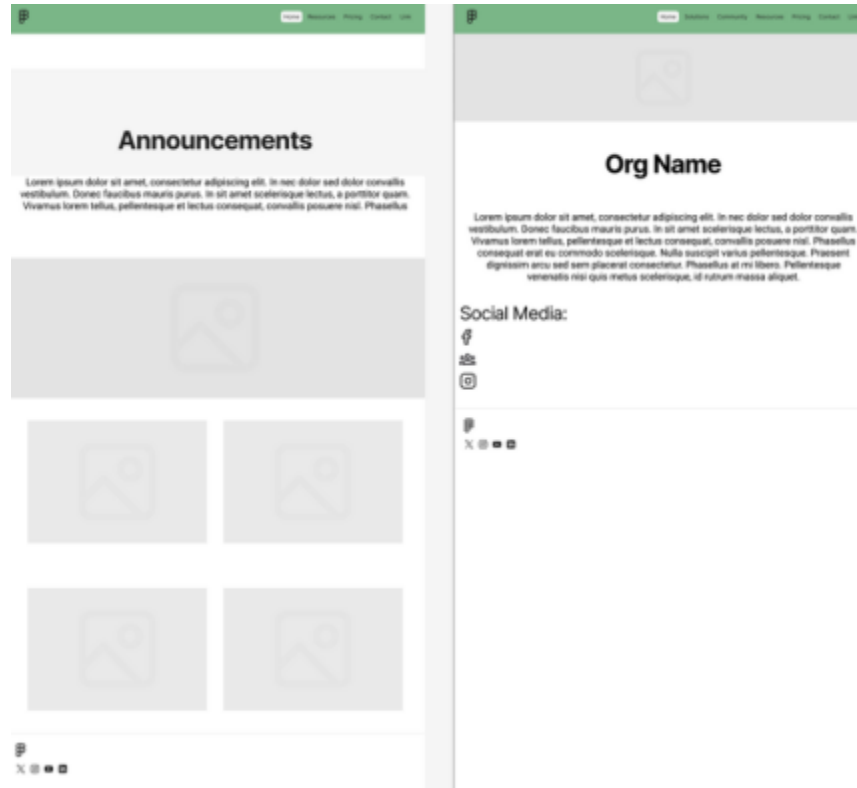 Home Resources Pricing Contact Link
Announcements
Lorem ipsum dolor sit amet, consectetur adipiscing elit. In nec dolor sed dolor convallis
vestibulum. Donec faucibus mauris purus. In sit amet scelerisque lectus, a porttitor quam.
Vivamus lorem tellus, pellentesque et lectus consequat, convallis posuere nisl. Phasellus
Home Solutions Community Resources Pricing Contact Link
Org Name
Lorem ipsum dolor sit amet, consectetur adipiscing elit. In nec dolor sed dolor convallis
vestibulum. Donec faucibus mauris purus. In sit amet scelerisque lectus, a porttitor quam.
Vivamus lorem tellus, pellentesque et lectus consequat, convallis posuere nisl. Phasellus
consequat erat eu commodo scelerisque. Nulla suscipit varius pellentesque. Praesent
dignissim arcu sed sem placerat consectetur. Phasellus at mi libero. Pellentesque
venenatis nisi quis metus scelerisque, id rutrum massa aliquet.
Social Media: